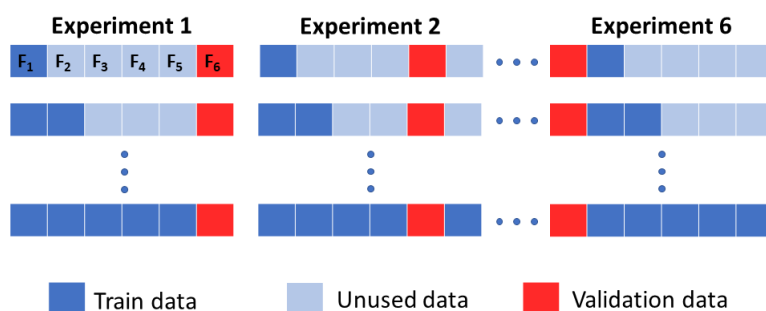 Experiment 1 Experiment 2 Experiment 6
F1 F2 F3 F4 F5 F6
Train data Unused data Validation data